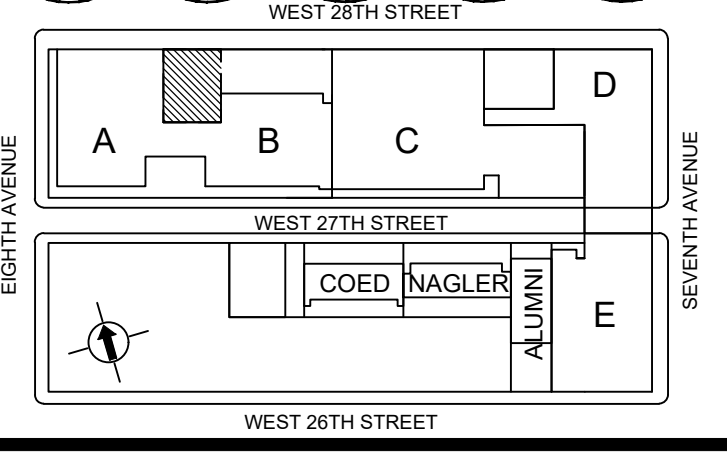 WEST 28TH STREET
D
A
B
C
EIGHTH AVENUE
SEVENTH AVENUE
WEST 27TH STREET
COED
NAGLER
ALUMNI
E
WEST 26TH STREET